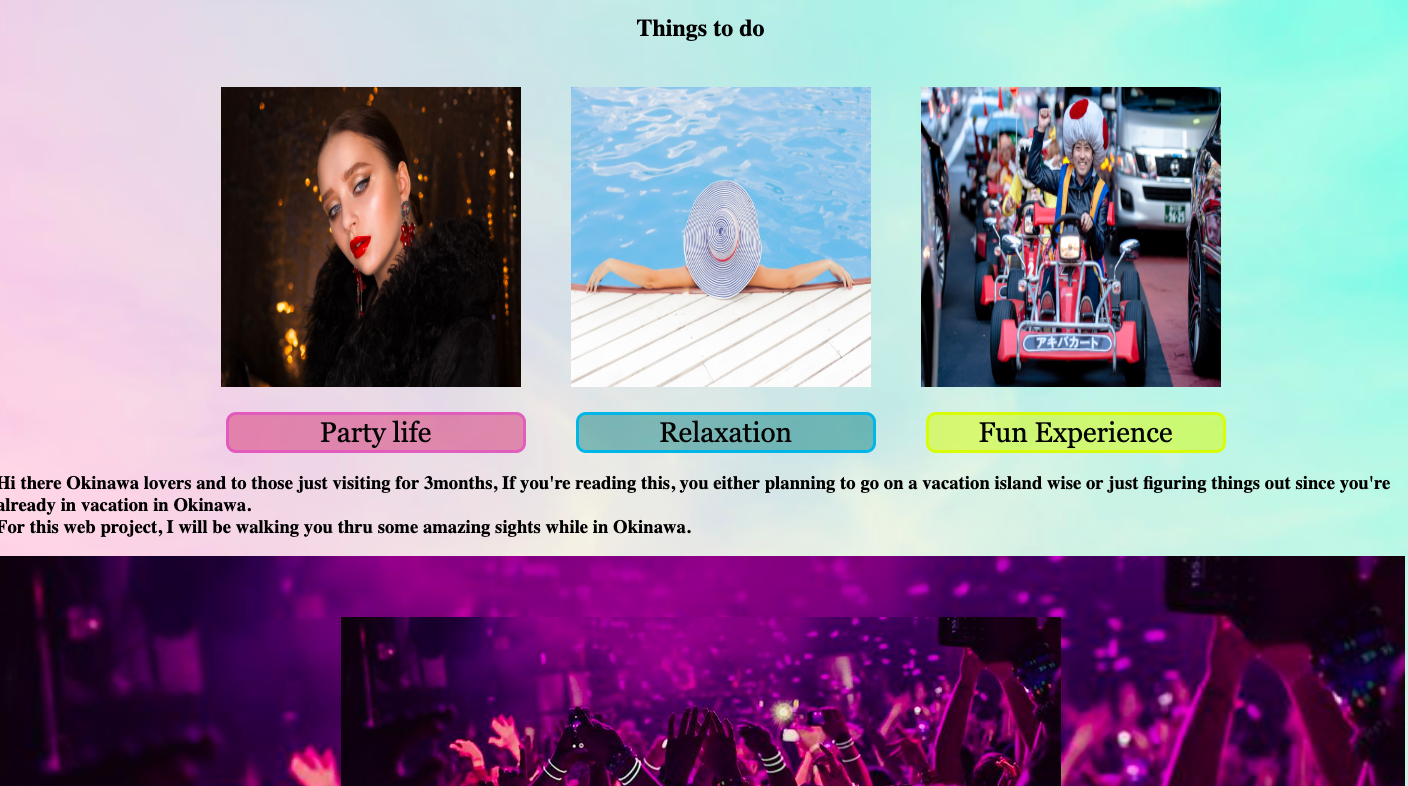 Things to do
アキバカート
Party life
Relaxation
Fun Experience
Hi there Okinawa lovers and to those just visiting for 3months, If you're reading this, you either planning to go on a vacation island wise or just figuring things out since you're
already in vacation in Okinawa.
For this web project, I will be walking you thru some amazing sights while in Okinawa.